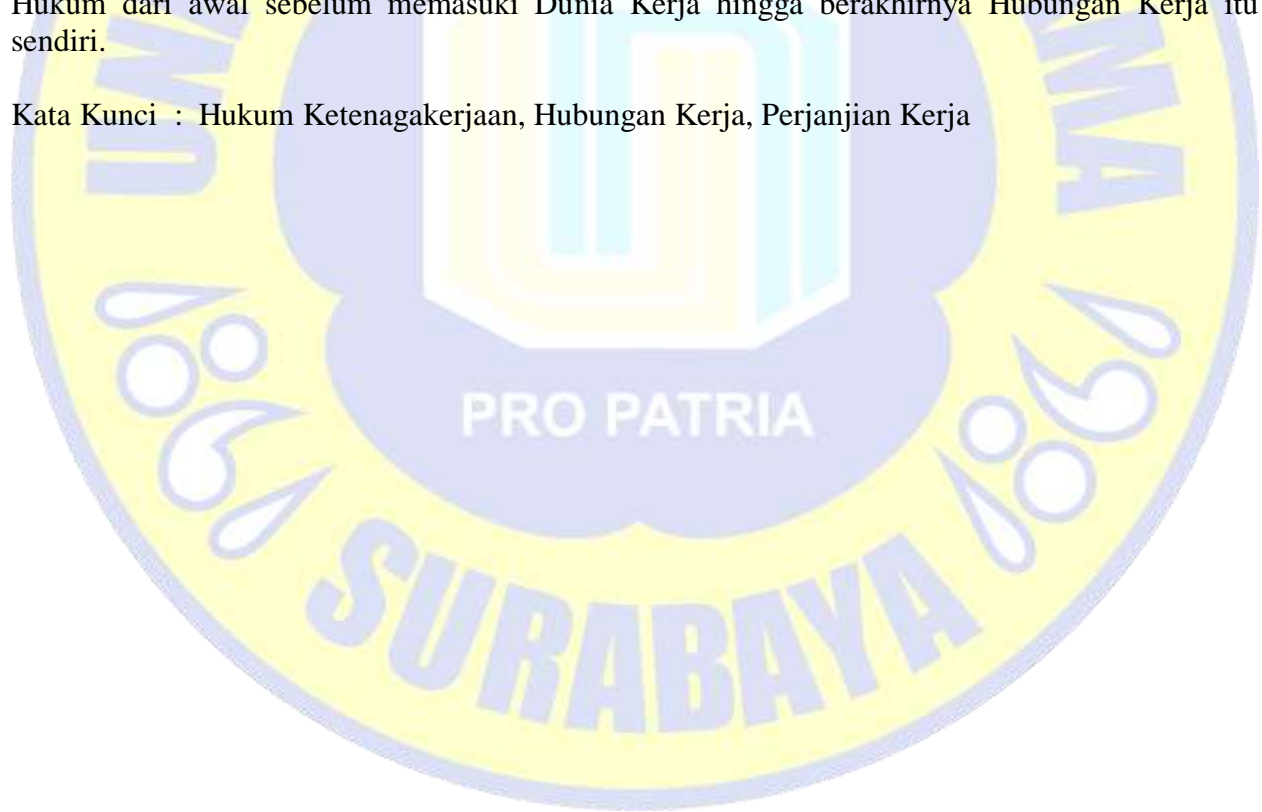 Hukum dari awal sebelum memasuki Dunia Kerja hingga berakhirnya Hubungan Kerja itu
sendiri.
Kata Kunci : Hukum Ketenagakerjaan, Hubungan Kerja, Perjanjian Kerja
PRO PATRIA
SURABAYA